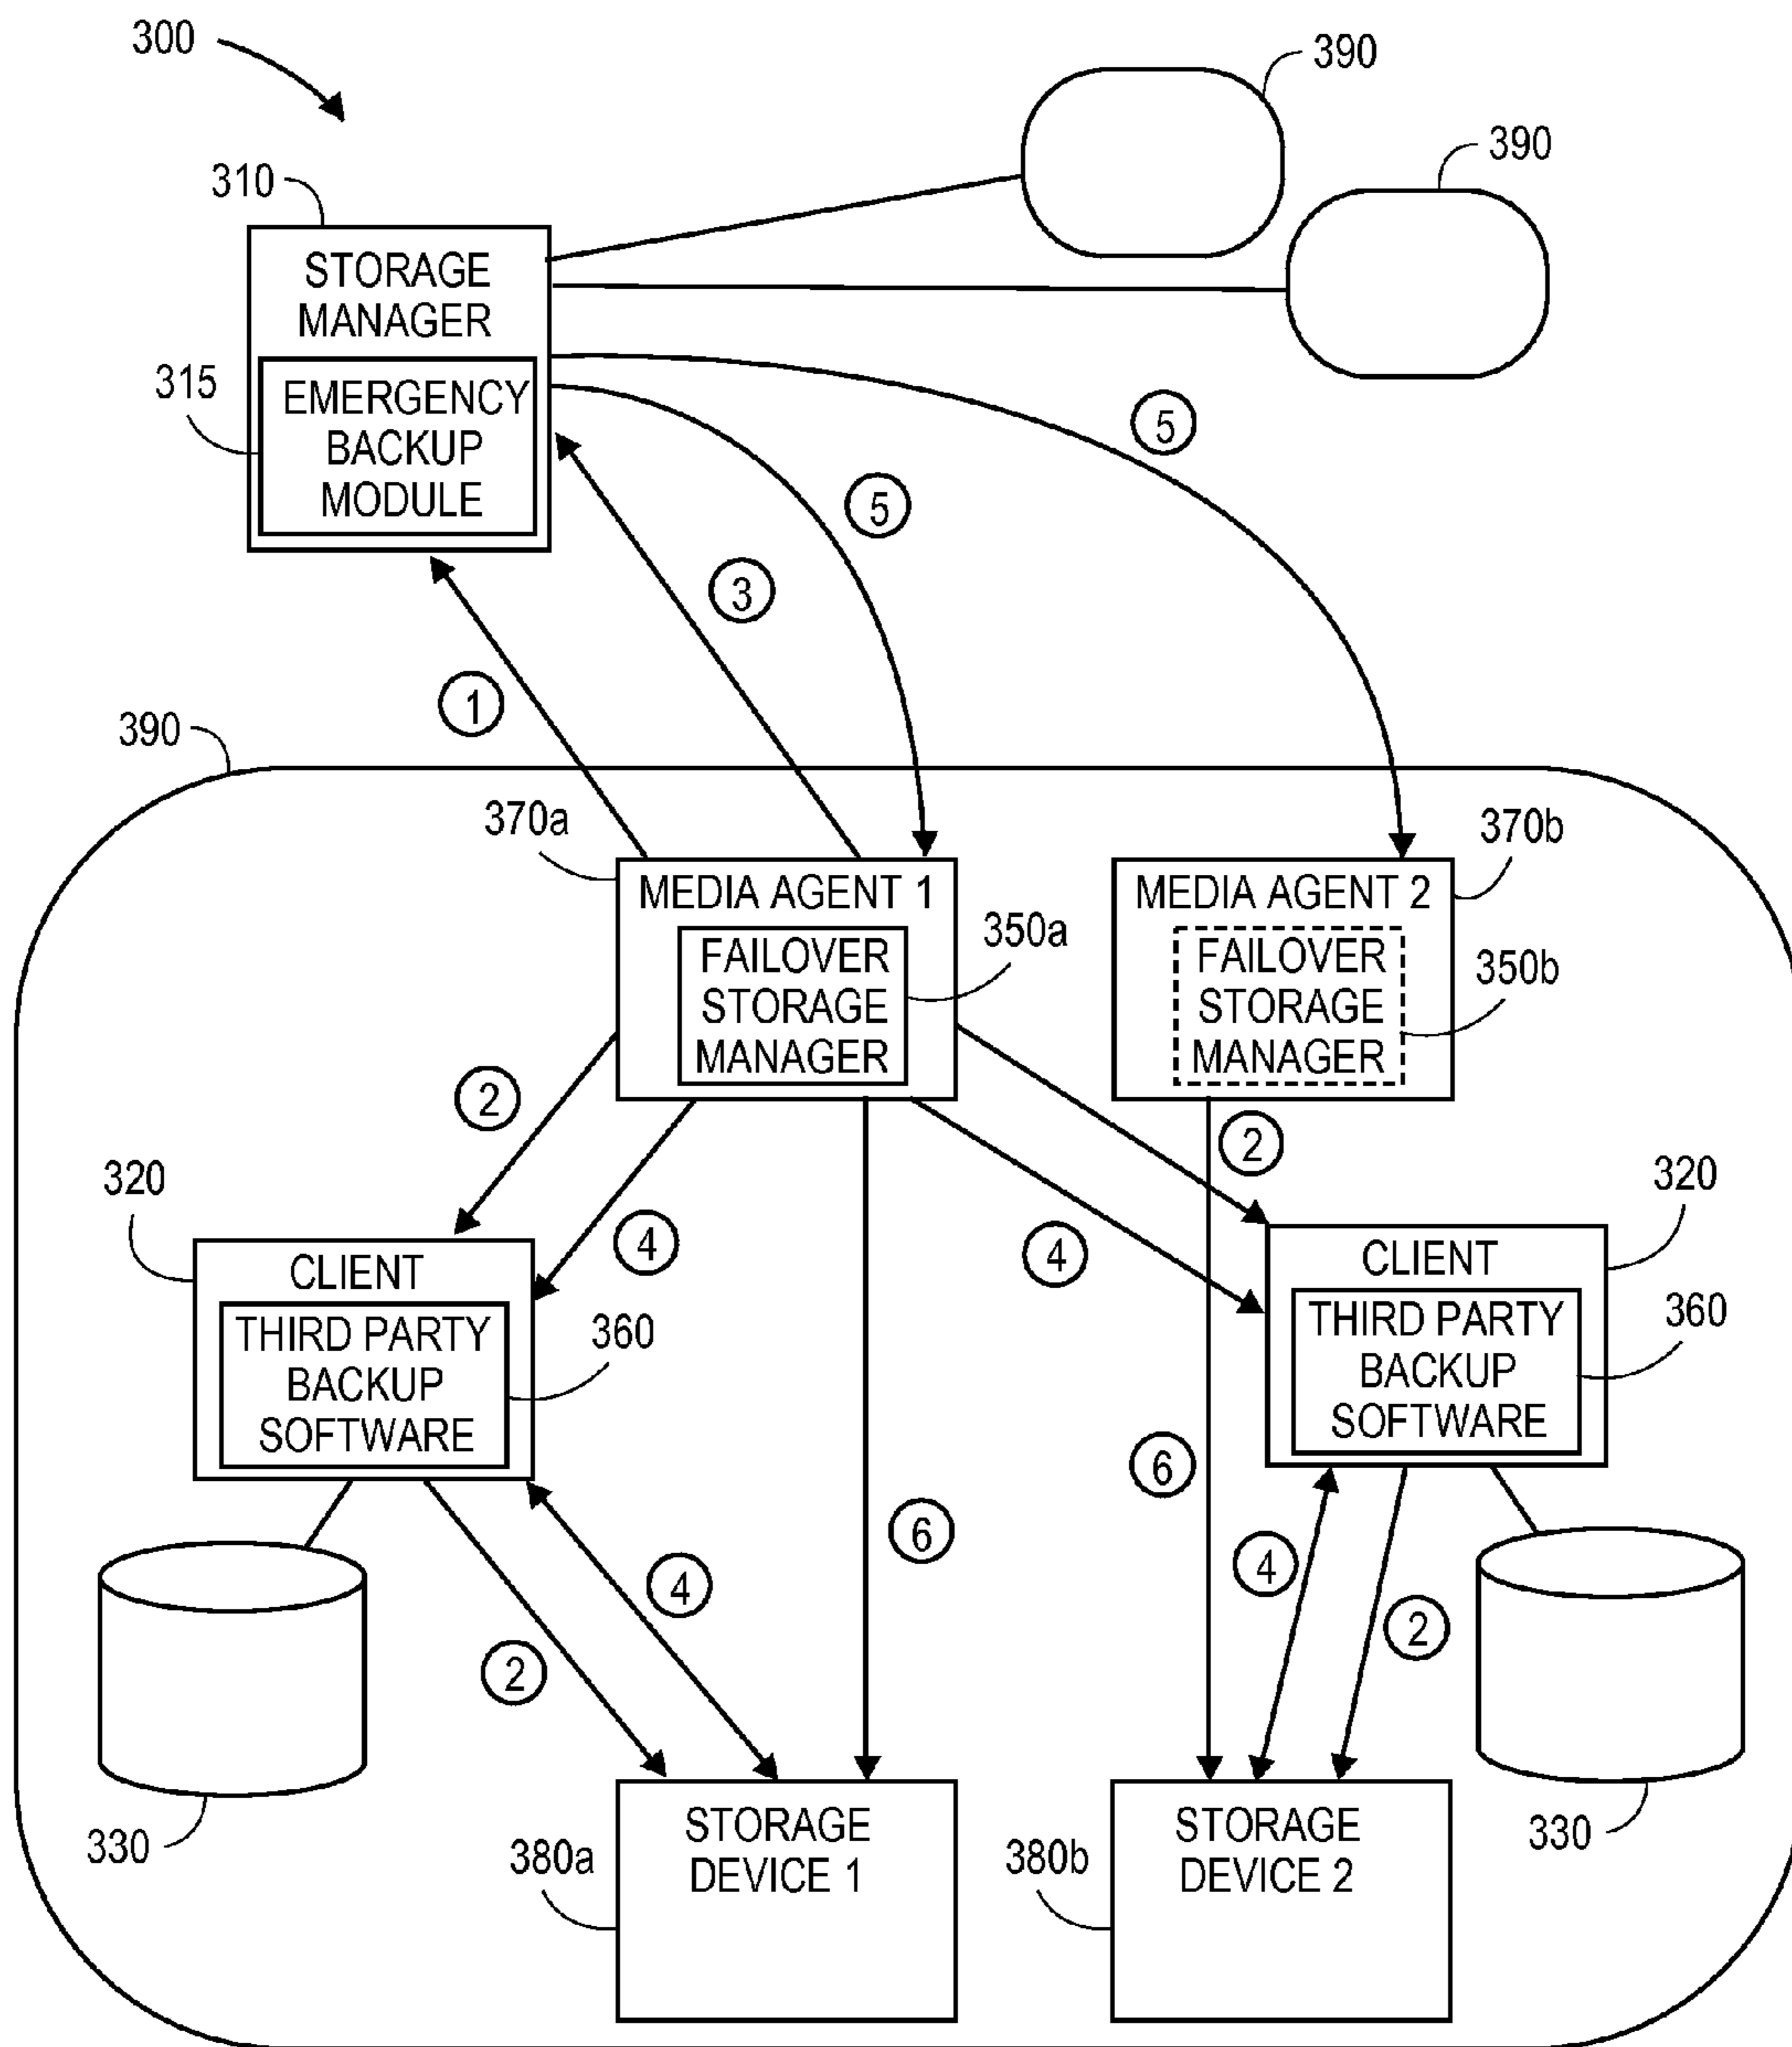 300
390
390
310
STORAGE
MANAGER
315
EMERGENCY
BACKUP
MODULE
5
5
3
1
390
370a
MEDIA AGENT 1
FAILOVER
STORAGE
MANAGER
350a
370b
MEDIA AGENT 2
FAILOVER
STORAGE
MANAGER
350b
2
2
4
4
320
CLIENT
THIRD PARTY
BACKUP
SOFTWARE
360
320
CLIENT
THIRD PARTY
BACKUP
SOFTWARE
360
6
6
4
4
2
2
330
330
380a
STORAGE
DEVICE 1
380b
STORAGE
DEVICE 2